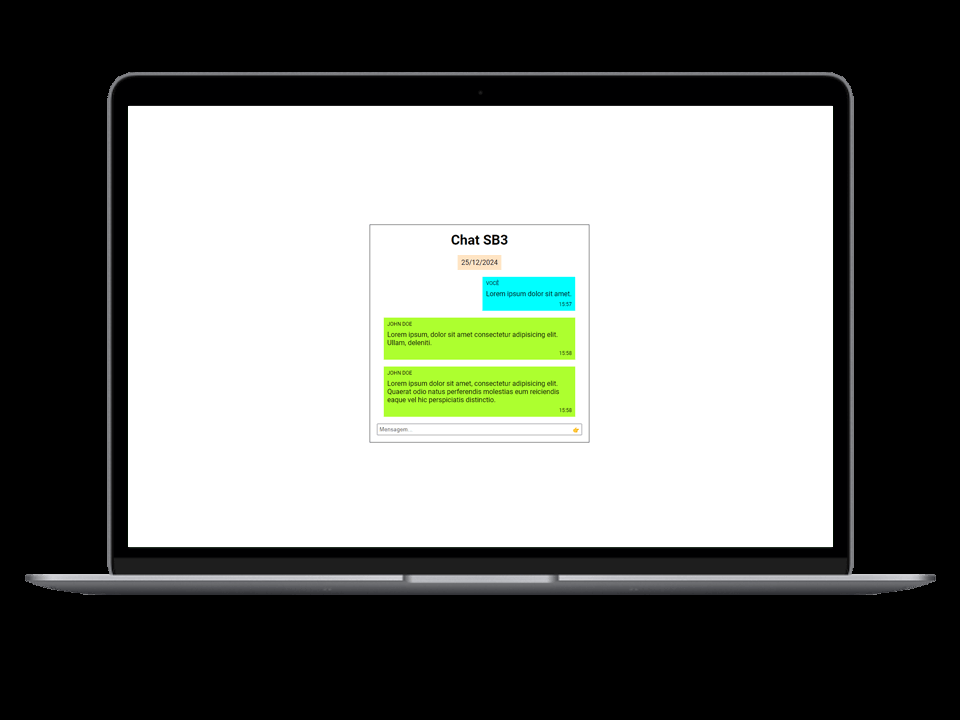 Chat SB3
25/12/2024
VOCÊ
Lorem ipsum dolor sit amet.
15:57
JOHN DOE
Lorem ipsum, dolor sit amet consectetur adipisicing elit.
Ullam, deleniti.
15:58
JOHN DOE
Lorem ipsum dolor sit amet, consectetur adipisicing elit.
Quaerat odio natus perferendis molestias eum reiciendis
eaque vel hic perspiciatis distinctio.
15:58
Mensagem...